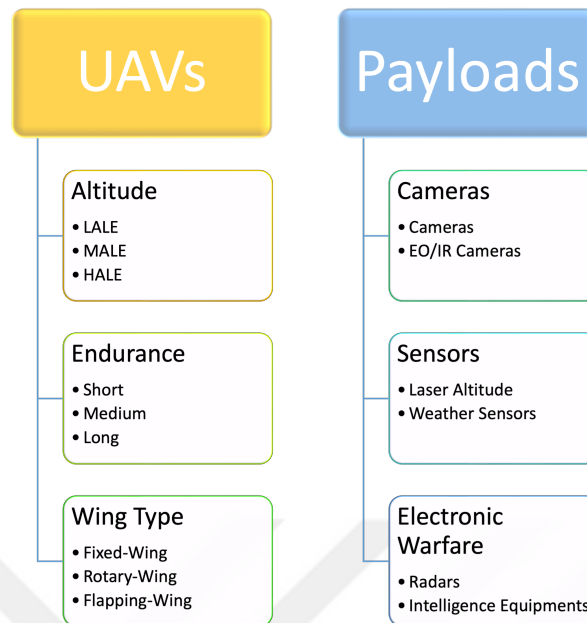 UAVs
Altitude
• LALE
• MALE
• HALE
Endurance
• Short
• Medium
• Long
Wing Type
• Fixed-Wing
• Rotary-Wing
• Flapping-Wing
Payloads
Cameras
• Cameras
• EO/IR Cameras
Sensors
• Laser Altitude
• Weather Sensors
Electronic
Warfare
• Radars
• Intelligence Equipments